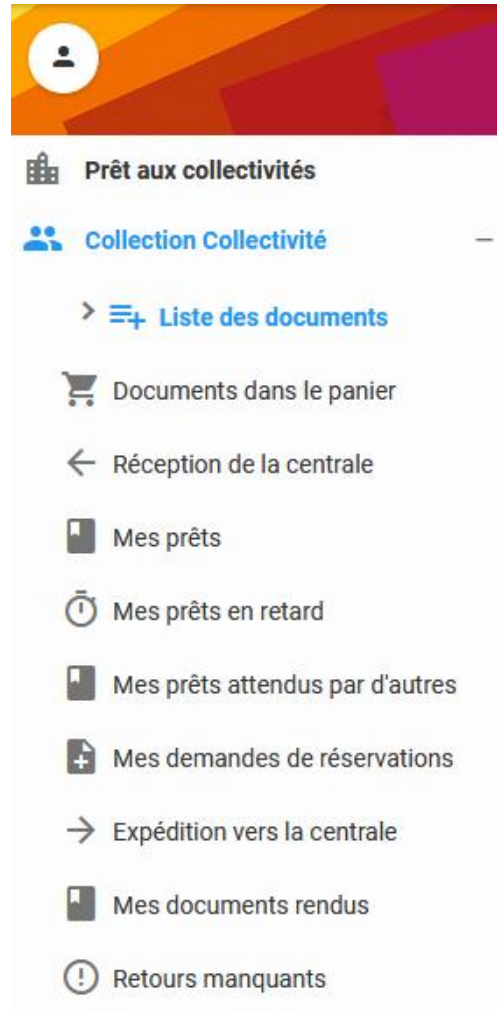 Prêt aux collectivités
Collection Collectivité
Liste des documents
Documents dans le panier
Réception de la centrale
Mes prêts
Mes prêts en retard
Mes prêts attendus par d'autres
Mes demandes de réservations
Expédition vers la centrale
Mes documents rendus
Retours manquants